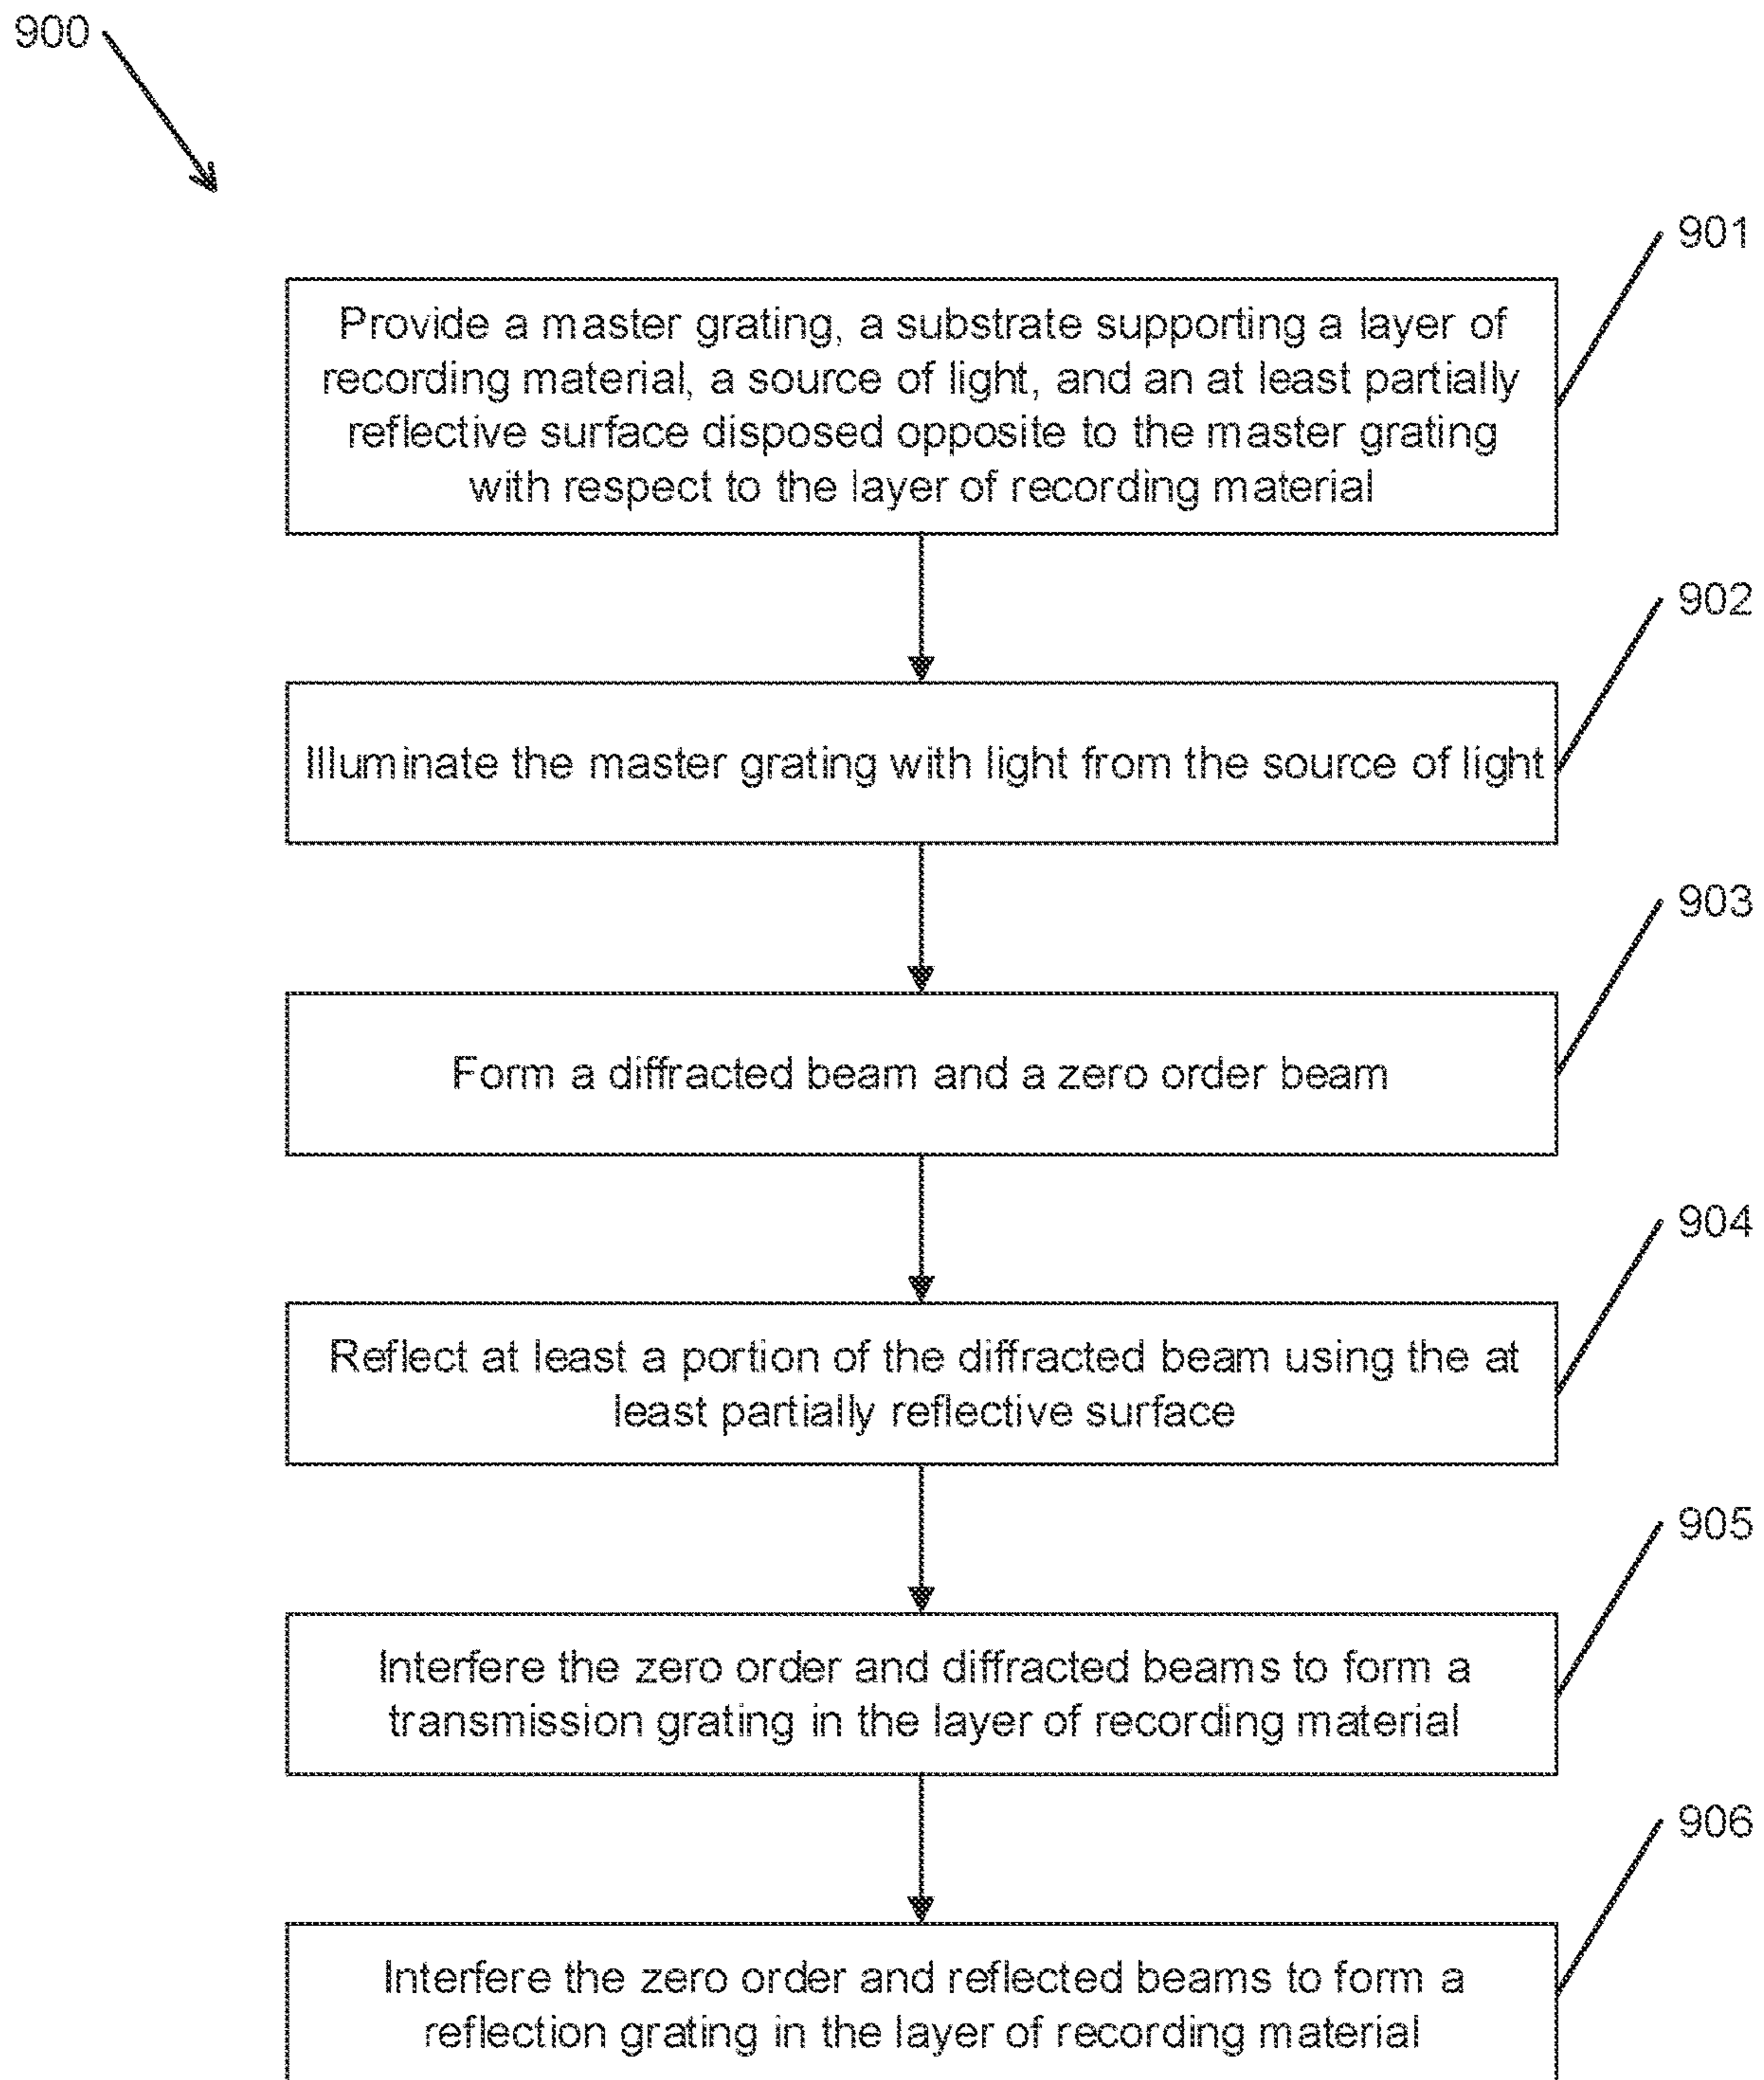 900
901
Provide a master grating, a substrate supporting a layer of
recording material, a source of light, and an at least partially
reflective surface disposed opposite to the master grating
with respect to the layer of recording material
902
Illuminate the master grating with light from the source of light
903
Form a diffracted beam and a zero order beam
904
Reflect at least a portion of the diffracted beam using the at
least partially reflective surface
905
Interfere the zero order and diffracted beams to form a
transmission grating in the layer of recording material
906
Interfere the zero order and reflected beams to form a
reflection grating in the layer of recording material